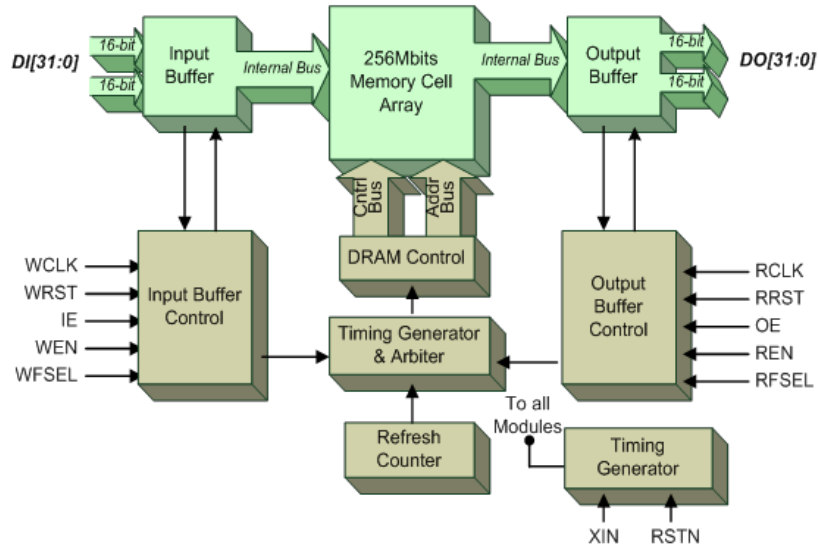 DI[31:0]
16-bit
16-bit
Input
Buffer
Internal Bus
256Mbits
Memory Cell
Array
Internal Bus
Output
Buffer
16-bit
16-bit
DO[31:0]
Cntrl
Bus
Addr
Bus
DRAM Control
WCLK
WRST
IE
WEN
WFSEL
Input Buffer
Control
Timing Generator
& Arbiter
Output
Buffer
Control
RCLK
RRST
OE
REN
RFSEL
Refresh
Counter
To all
Modules
Timing
Generator
XIN
RSTN